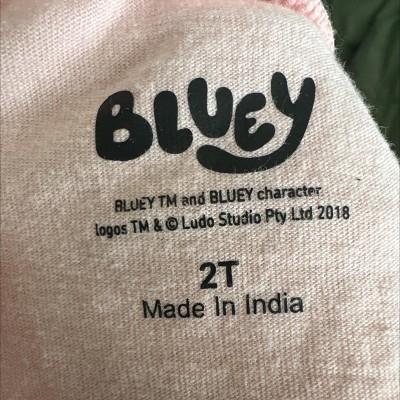 BLUEY
BLUEY TM and BLUEY character
logos TM & © Ludo Studio Pty Ltd 2018
2T
Made In India